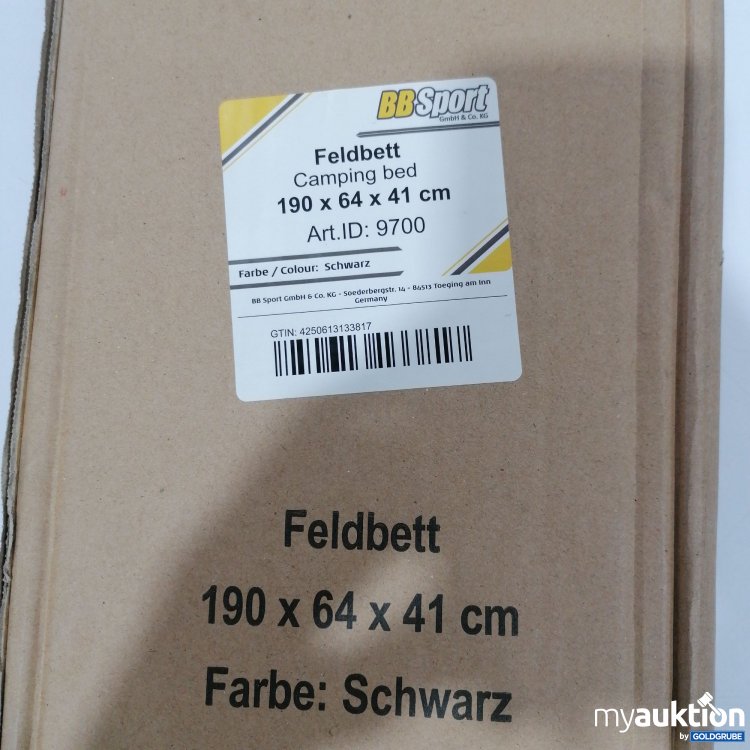 BBSport
GmbH & Co. KG
Feldbett
Camping bed
190 x 64 x 41 cm
Art.ID: 9700
Farbe / Colour: Schwarz
BB Sport GmbH & Co. KG - Soederbergstr. 14 - 84513 Toeging am Inn
Germany
GTIN: 4250613133817
Feldbett
190 x 64 x 41 cm
Farbe: Schwarz
myauktion
by GOLDGRUBE